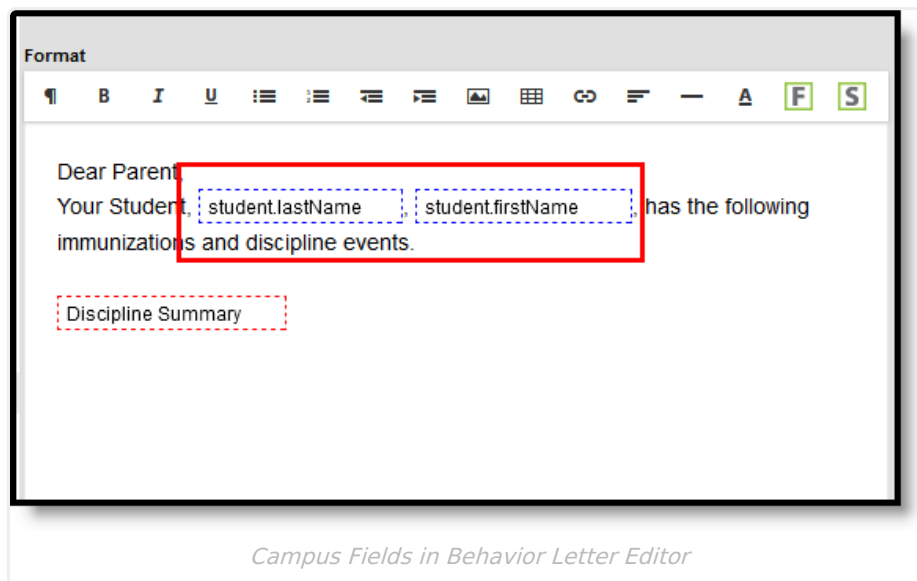 Format
¶ B I U A F S
Dear Parent,
Your Student, student.lastName , student.firstName , has the following
immunizations and discipline events.
Discipline Summary
Campus Fields in Behavior Letter Editor